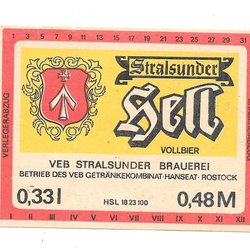 1 3 5 7 9 11 13 15 17 19 21 23 25 27 29 31
VERLEGERABZUG
Stralsunder
Hell
VOLLBIER
VEB STRALSUNDER BRAUEREI
BETRIEB DES VEB GETRÄNKEKOMBINAT · HANSEAT · ROSTOCK
0,33 l
HSL 18 23 100
0,48 M
I II III IV V VI VII VIII IX X XI XII